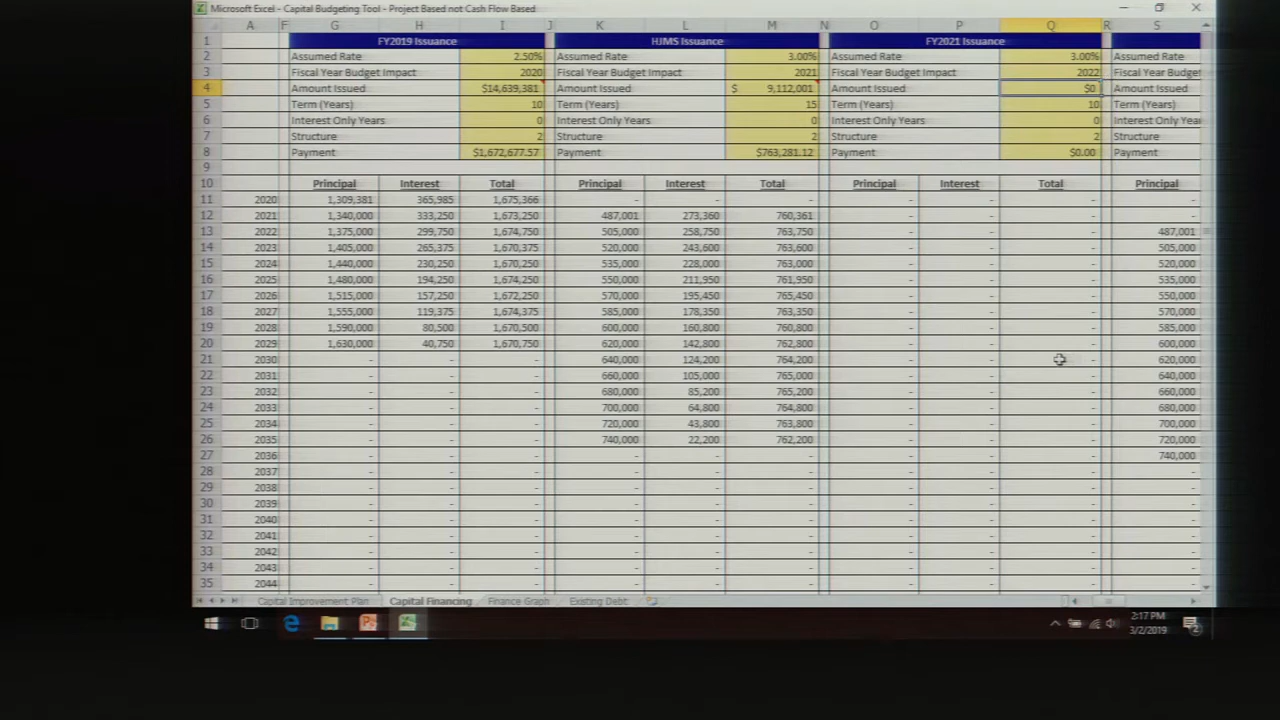 Microsoft Excel - Capital Budgeting Tool - Project Based not Cash Flow Based
A F G H I J K L M N O P Q R S
1 FY2019 Issuance HJMS Issuance FY2021 Issuance
2 Assumed Rate 2.50% Assumed Rate 3.00% Assumed Rate 3.00% Assumed Rate
3 Fiscal Year Budget Impact 2020 Fiscal Year Budget Impact 2021 Fiscal Year Budget Impact 2022 Fiscal Year Budget
4 Amount Issued $14,639,381 Amount Issued $ 9,112,001 Amount Issued $0 Amount Issued
5 Term (Years) 10 Term (Years) 15 Term (Years) 10 Term (Years)
6 Interest Only Years 0 Interest Only Years 0 Interest Only Years 0 Interest Only Years
7 Structure 2 Structure 2 Structure 2 Structure
8 Payment $1,672,677.57 Payment $763,281.12 Payment $0.00 Payment
9
10 Principal Interest Total Principal Interest Total Principal Interest Total Principal
11 2020 1,309,381 365,985 1,675,366 - - - - - - -
12 2021 1,340,000 333,250 1,673,250 487,001 273,360 760,361 - - - -
13 2022 1,375,000 299,750 1,674,750 505,000 258,750 763,750 - - - 487,001
14 2023 1,405,000 265,375 1,670,375 520,000 243,600 763,600 - - - 505,000
15 2024 1,440,000 230,250 1,670,250 535,000 228,000 763,000 - - - 520,000
16 2025 1,480,000 194,250 1,674,250 550,000 211,950 761,950 - - - 535,000
17 2026 1,515,000 157,250 1,672,250 570,000 195,450 765,450 - - - 550,000
18 2027 1,555,000 119,375 1,674,375 585,000 178,350 763,350 - - - 570,000
19 2028 1,590,000 80,500 1,670,500 600,000 160,800 760,800 - - - 585,000
20 2029 1,630,000 40,750 1,670,750 620,000 142,800 762,800 - - - 600,000
21 2030 - - - 640,000 124,200 764,200 - - - 620,000
22 2031 - - - 660,000 105,000 765,000 - - - 640,000
23 2032 - - - 680,000 85,200 765,200 - - - 660,000
24 2033 - - - 700,000 64,800 764,800 - - - 680,000
25 2034 - - - 720,000 43,800 763,800 - - - 700,000
26 2035 - - - 740,000 22,200 762,200 - - - 720,000
27 2036 - - - - - - - - - 740,000
28 2037 - - - - - - - - - -
29 2038 - - - - - - - - - -
30 2039 - - - - - - - - - -
31 2040 - - - - - - - - - -
32 2041 - - - - - - - - - -
33 2042 - - - - - - - - - -
34 2043 - - - - - - - - - -
35 2044 - - - - - - - - - -
Capital Improvement Plan Capital Financing Finance Graph Existing Debt
2:17 PM
3/2/2019
2